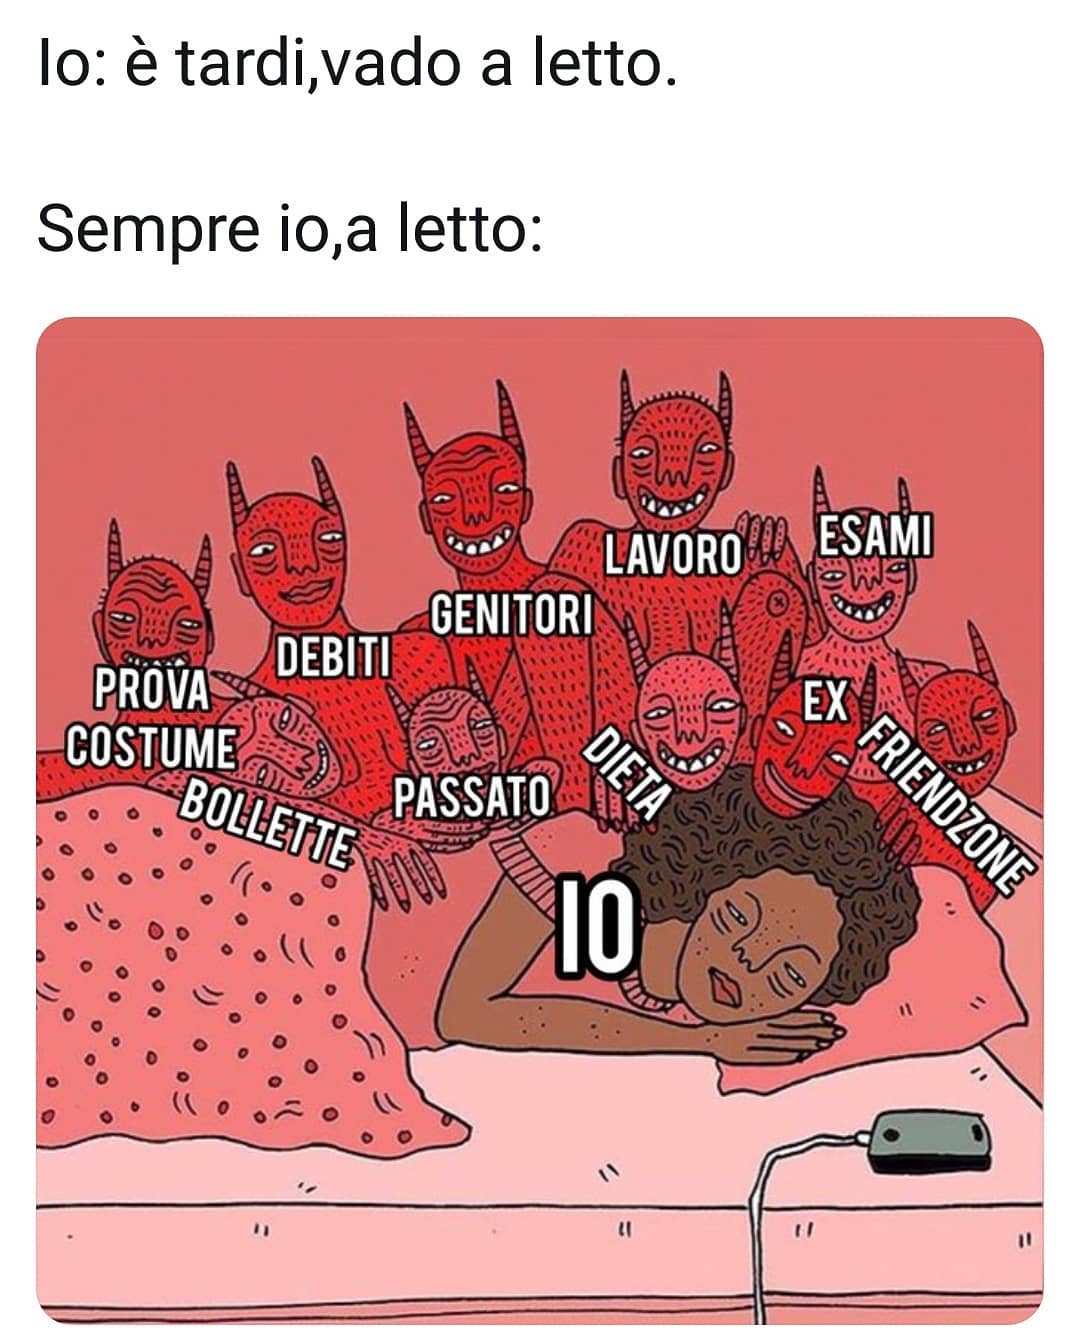 Io: è tardi,vado a letto.
Sempre io,a letto:
LAVORO
ESAMI
GENITORI
DEBITI
PROVA
COSTUME
EX
FRIENDZONE
DIETA
PASSATO
BOLLETTE
IO